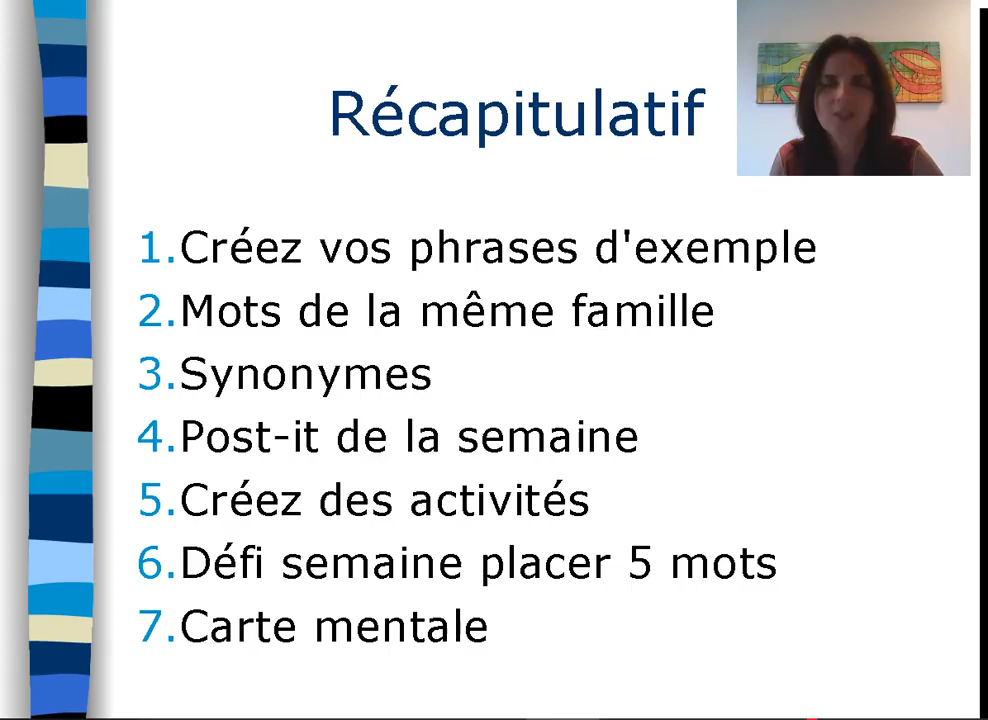 Récapitulatif
1.Créez vos phrases d'exemple
2.Mots de la même famille
3.Synonymes
4.Post-it de la semaine
5.Créez des activités
6.Défi semaine placer 5 mots
7.Carte mentale